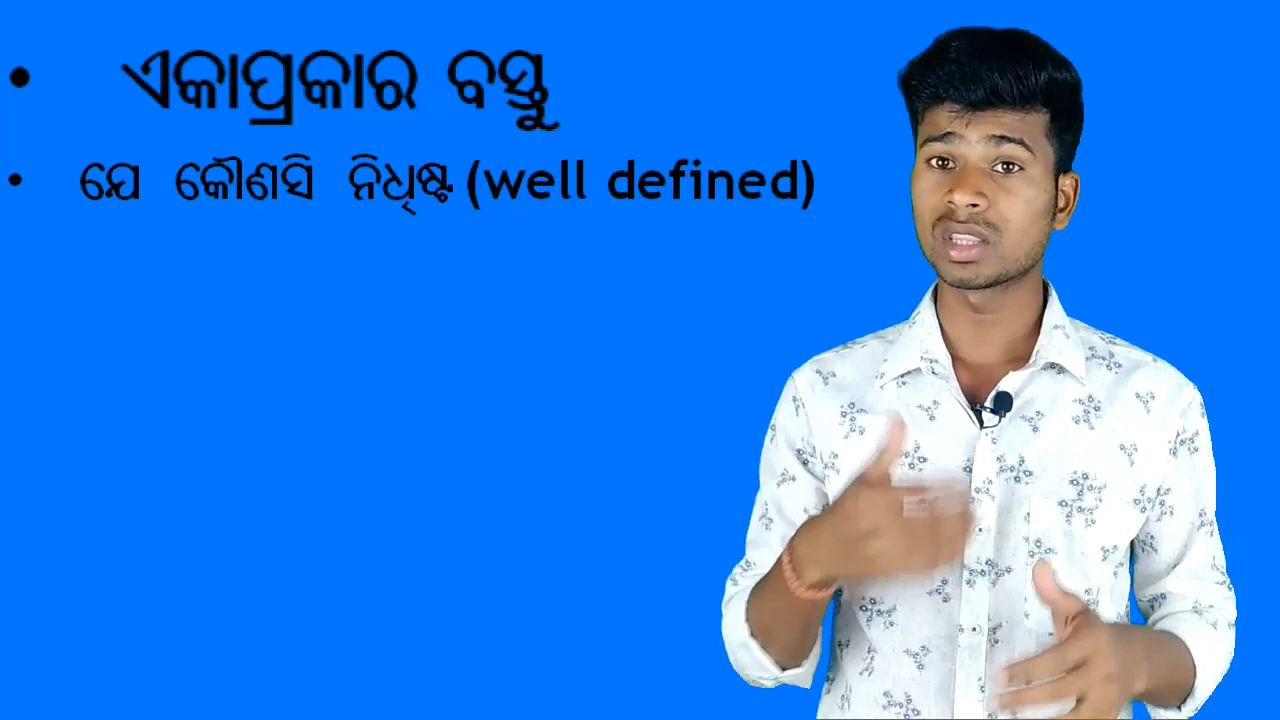 • ଏକାପ୍ରକାର ବସ୍ତୁ
• ଯେ କୌଣସି ନିଧିଷ୍ଟ (well defined)